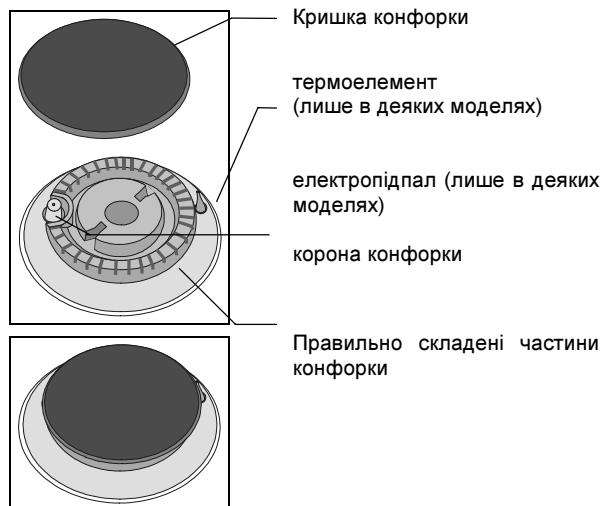 Кришка конфорки
термоелемент
(лише в деяких моделях)
електропідпал (лише в деяких
моделях)
корона конфорки
Правильно складені частини
конфорки